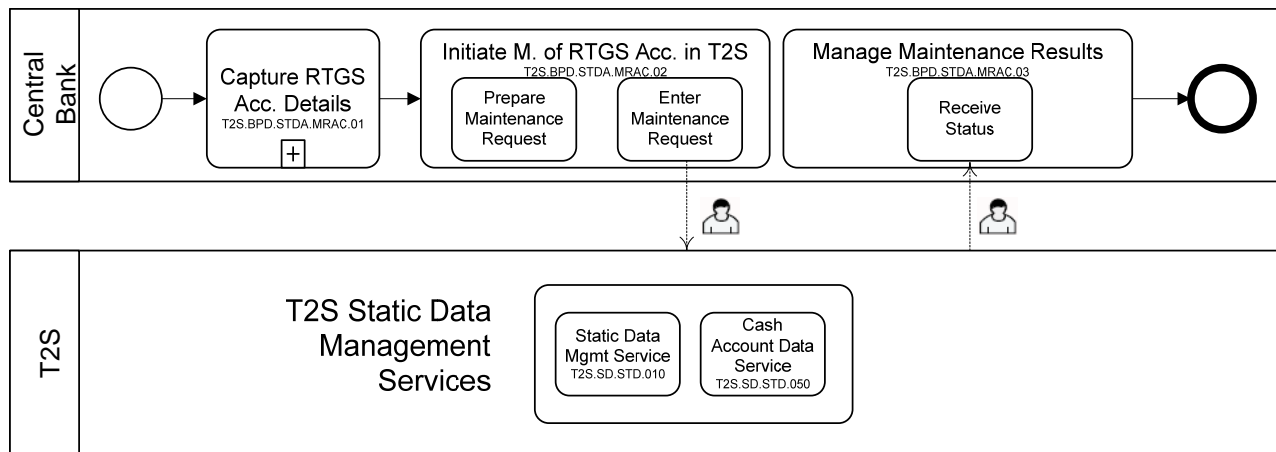 Central
Bank
Capture RTGS
Acc. Details
T2S.BPD.STDA.MRAC.01
+
Initiate M. of RTGS Acc. in T2S
T2S.BPD.STDA.MRAC.02
Prepare
Maintenance
Request
Enter
Maintenance
Request
Manage Maintenance Results
T2S.BPD.STDA.MRAC.03
Receive
Status
T2S
T2S Static Data
Management
Services
Static Data
Mgmt Service
T2S.SD.STD.010
Cash
Account Data
Service
T2S.SD.STD.050